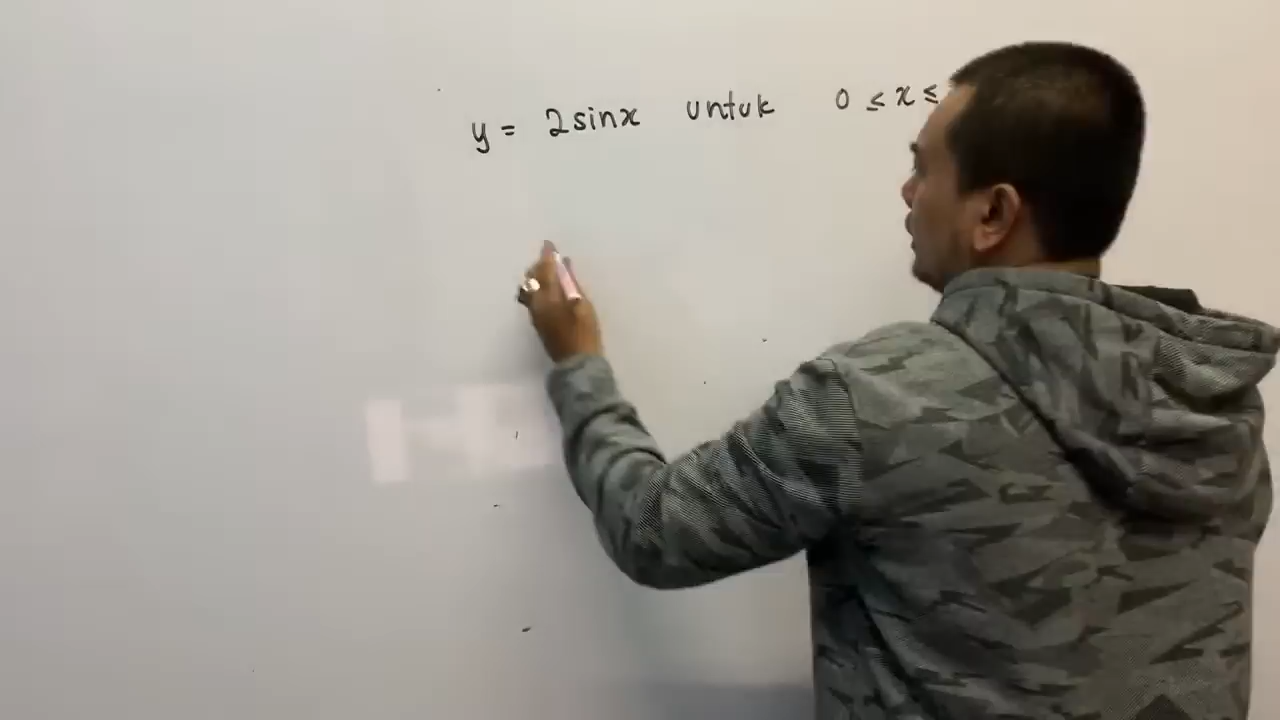 y = 2sinx untuk 0 ≤ x ≤